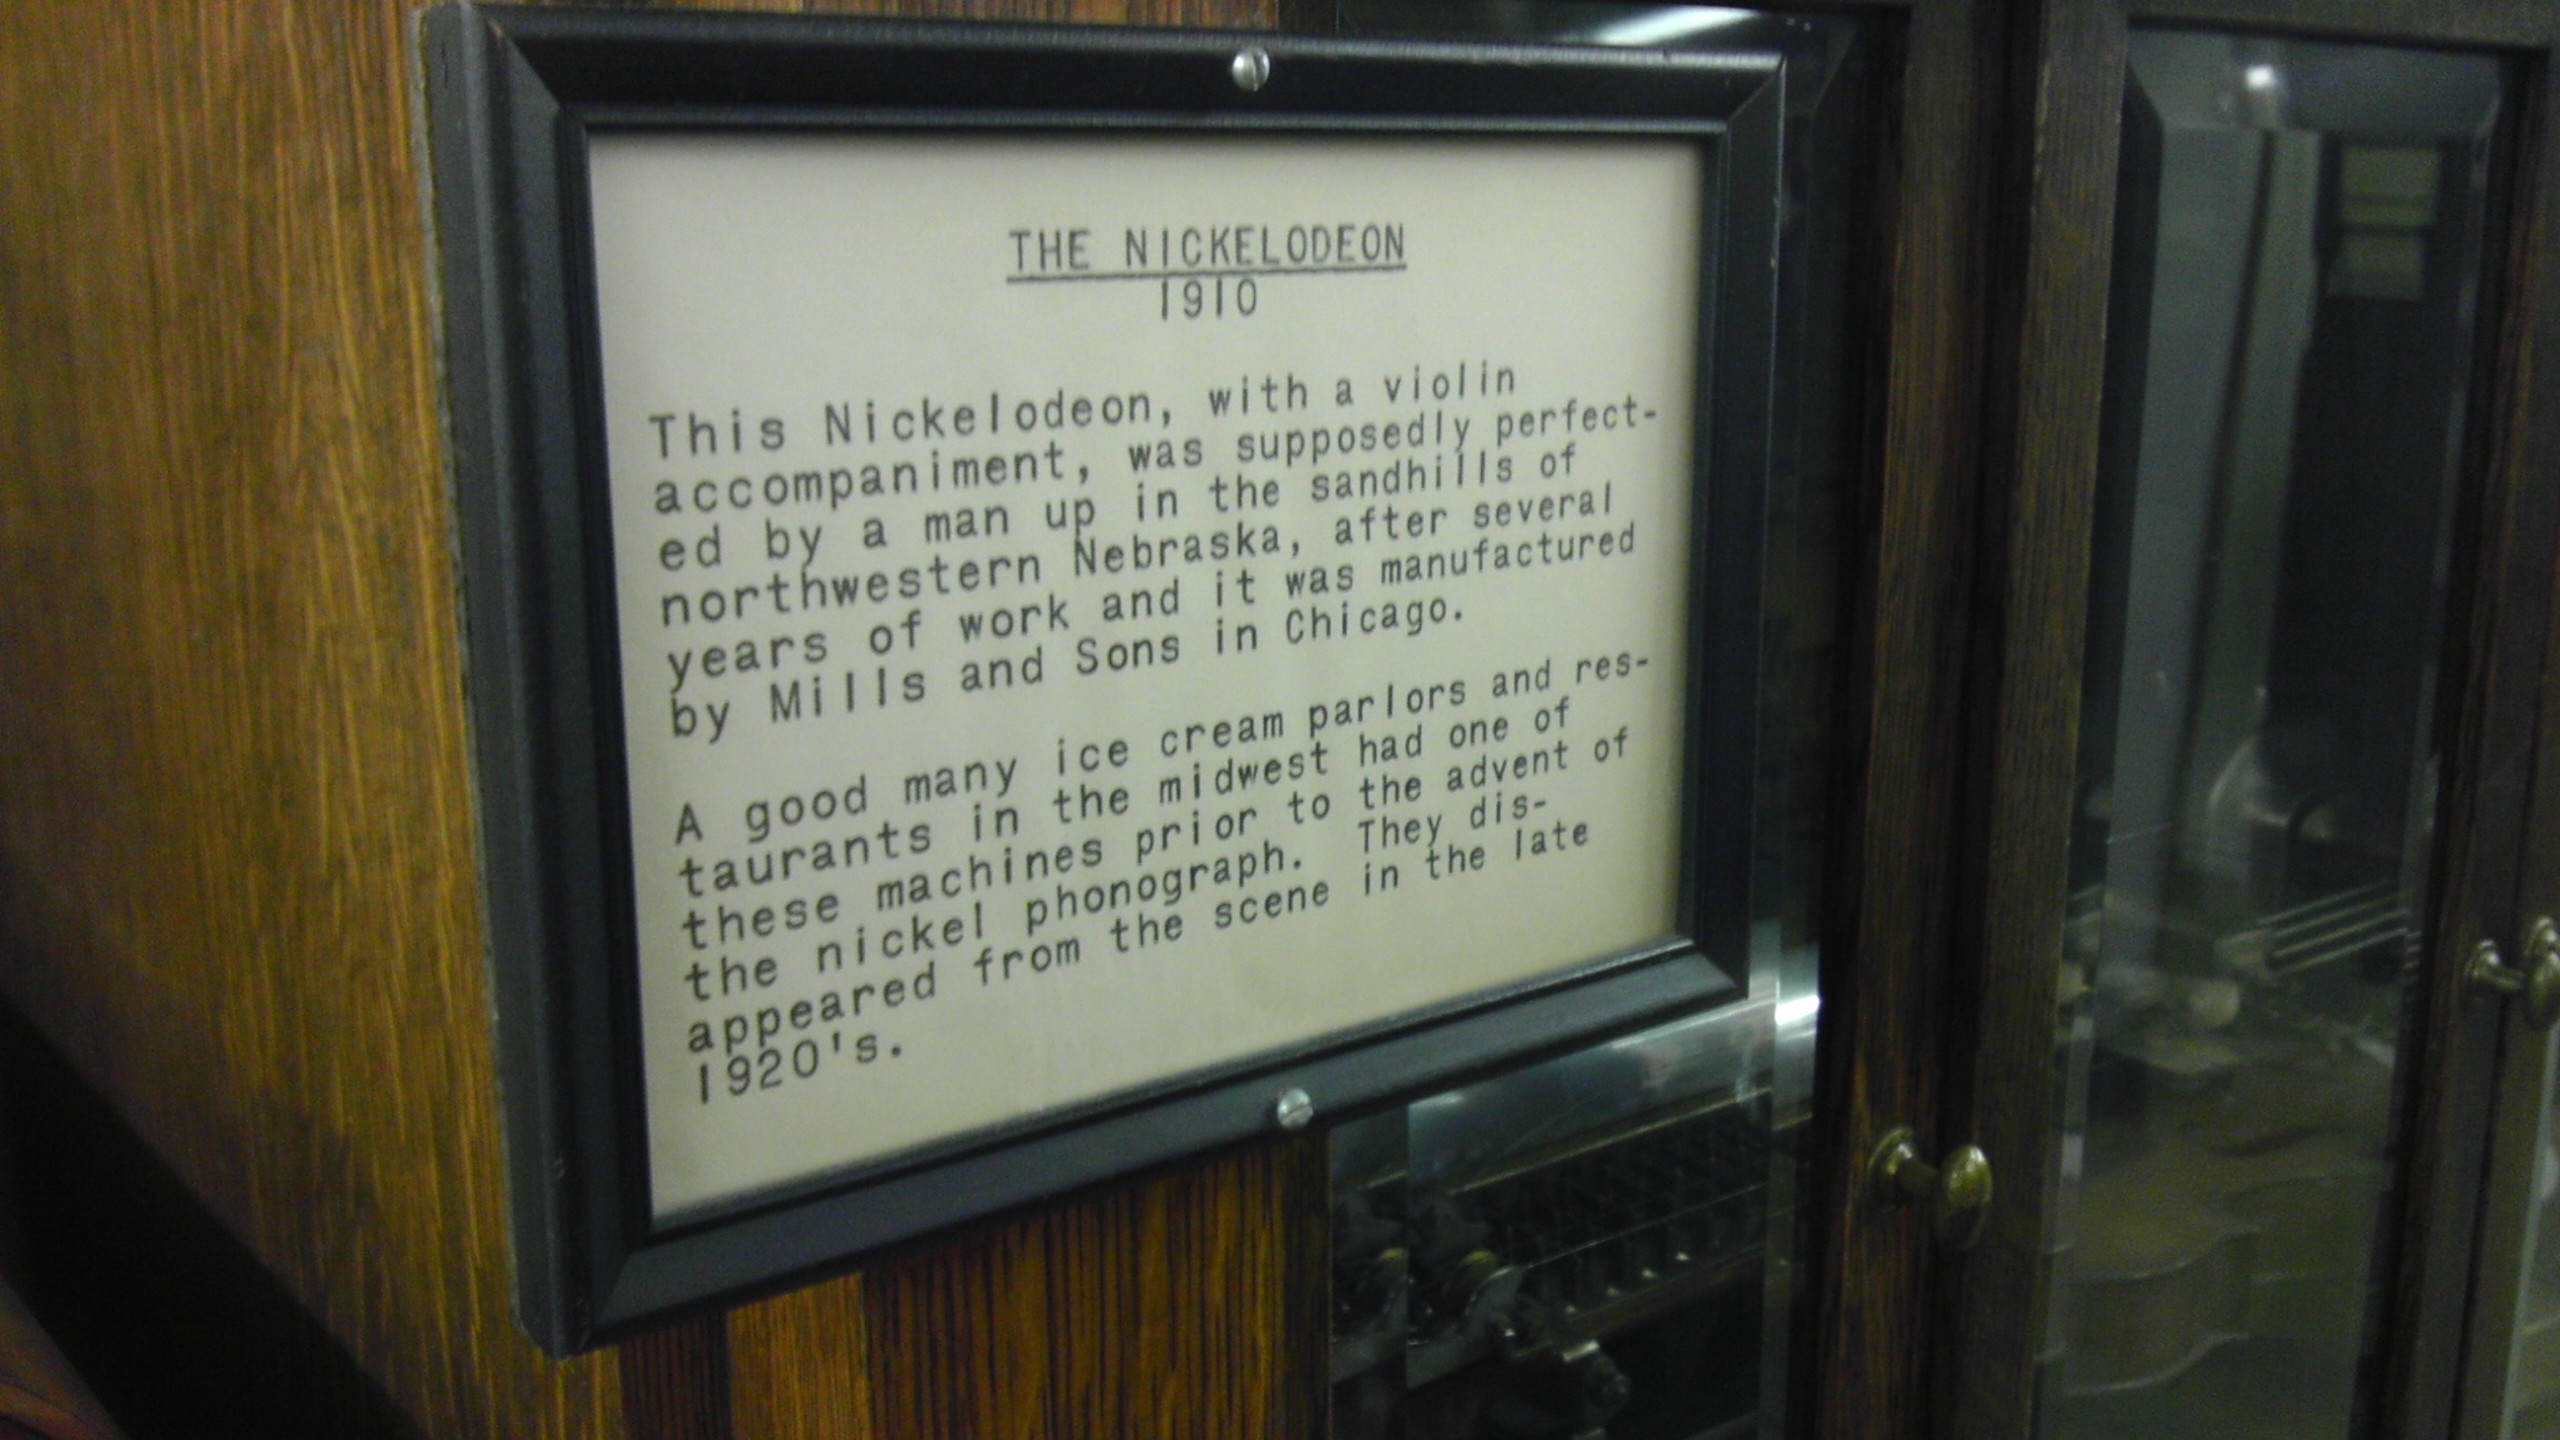 THE NICKELODEON
1910
This Nickelodeon, with a violin
accompaniment, was supposedly perfect-
ed by a man up in the sandhills of
northwestern Nebraska, after several
years of work and it was manufactured
by Mills and Sons in Chicago.
A good many ice cream parlors and res-
taurants in the midwest had one of
these machines prior to the advent of
the nickel phonograph. They dis-
appeared from the scene in the late
1920's.